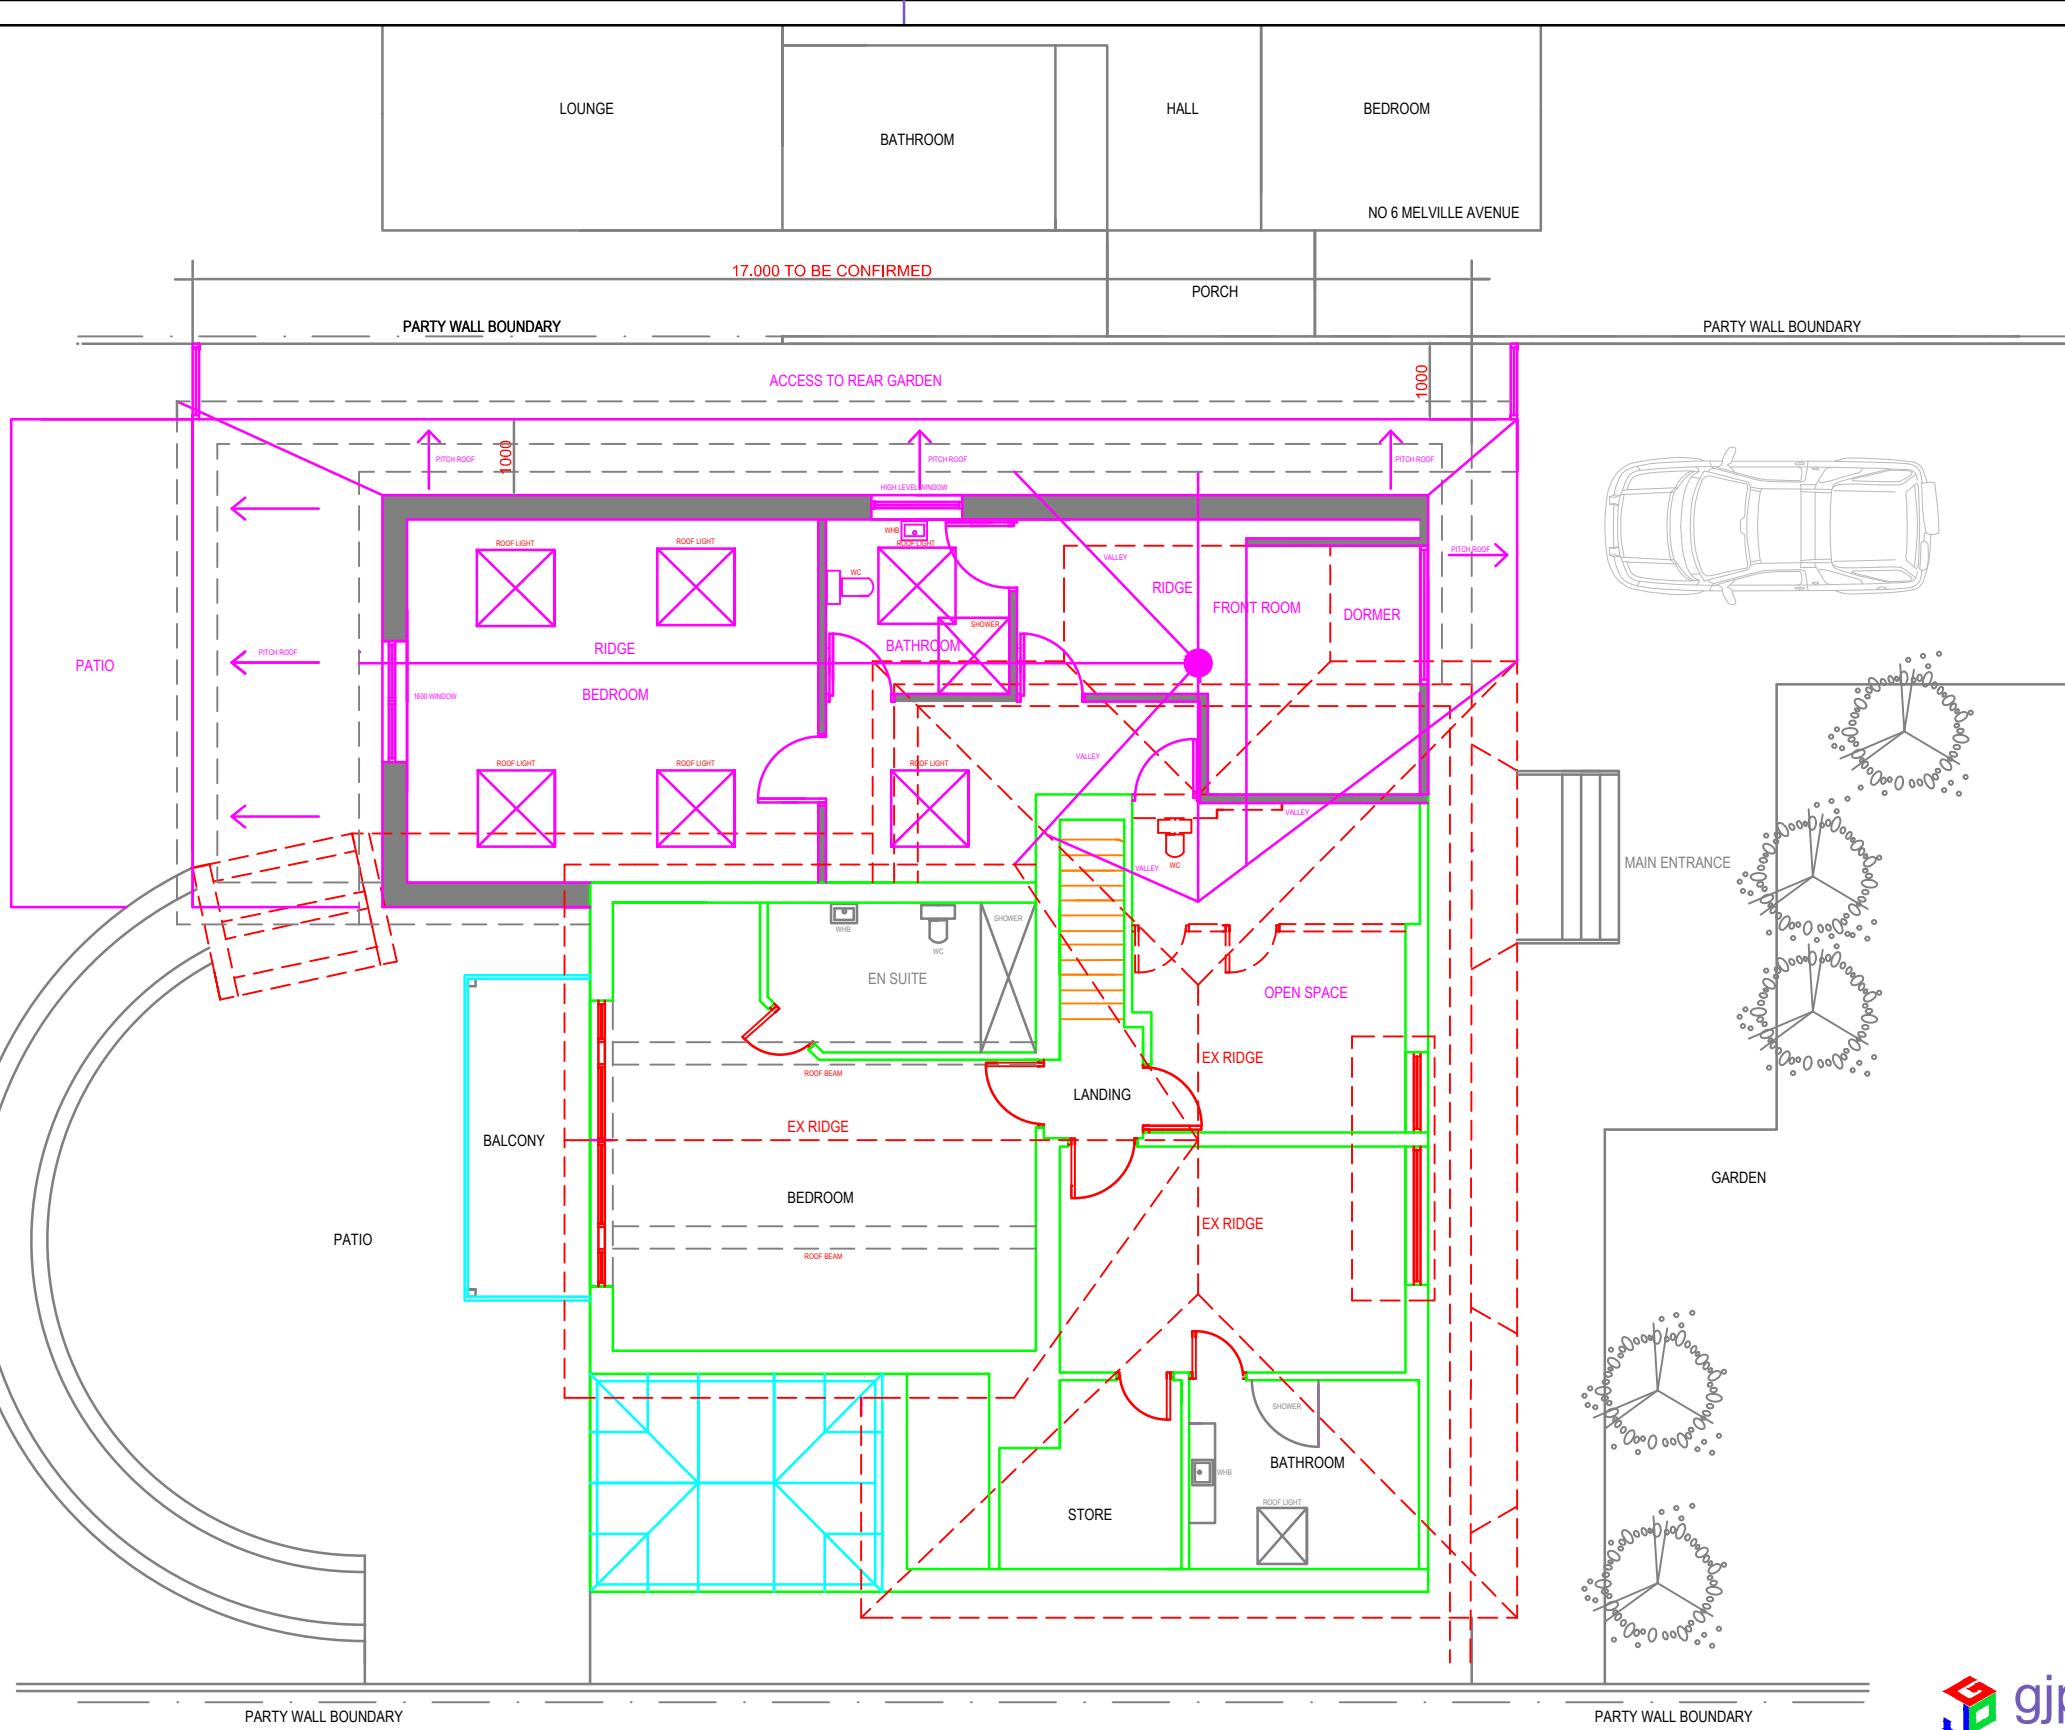 LOUNGE
HALL
BEDROOM
BATHROOM
NO 6 MELVILLE AVENUE
17.000 TO BE CONFIRMED
PORCH
PARTY WALL BOUNDARY
PARTY WALL BOUNDARY
ACCESS TO REAR GARDEN
1000
1000
PITCH ROOF
PITCH ROOF
PITCH ROOF
HIGH LEVEL WINDOW
WHB
ROOF LIGHT
ROOF LIGHT
ROOF LIGHT
PITCH ROOF
VALLEY
WC
RIDGE
FRONT ROOM
DORMER
SHOWER
RIDGE
BATHROOM
PITCH ROOF
PATIO
1600 WINDOW
BEDROOM
VALLEY
ROOF LIGHT
ROOF LIGHT
ROOF LIGHT
VALLEY
WC
VALLEY
MAIN ENTRANCE
SHOWER
WHB
WC
EN SUITE
OPEN SPACE
EX RIDGE
ROOF BEAM
LANDING
EX RIDGE
BALCONY
GARDEN
BEDROOM
EX RIDGE
PATIO
ROOF BEAM
SHOWER
BATHROOM
WHB
ROOF LIGHT
STORE
PARTY WALL BOUNDARY
PARTY WALL BOUNDARY
gjp